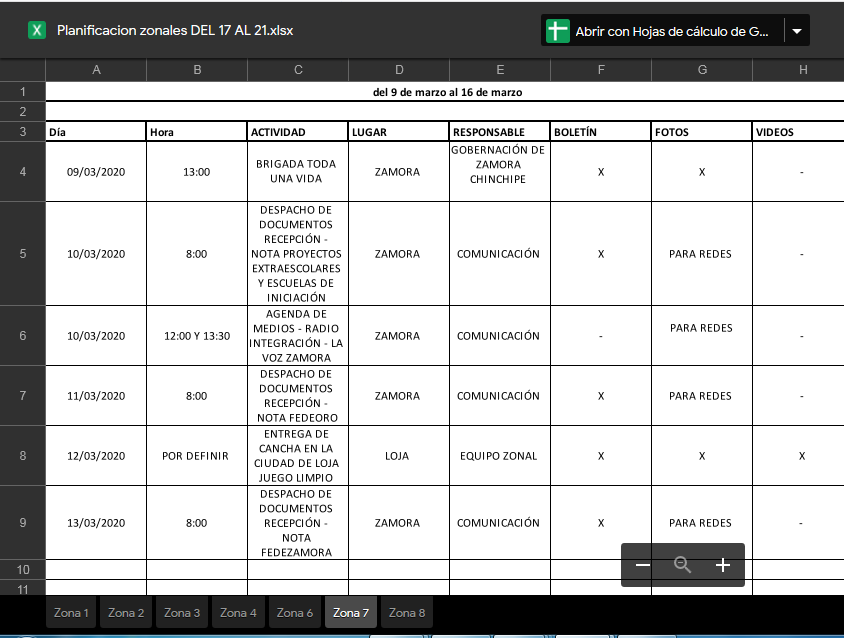 Planificacion zonales DEL 17 AL 21.xlsx
Abrir con Hojas de cálculo de G...
A B C D E F G H
1 del 9 de marzo al 16 de marzo
2
3 Día Hora ACTIVIDAD LUGAR RESPONSABLE BOLETÍN FOTOS VIDEOS
4 09/03/2020 13:00 BRIGADA TODA
UNA VIDA
ZAMORA
GOBERNACIÓN DE
ZAMORA
CHINCHIPE
X X -
5 10/03/2020 8:00
DESPACHO DE
DOCUMENTOS
RECEPCIÓN -
NOTA PROYECTOS
EXTRAESCOLARES
Y ESCUELAS DE
INICIACIÓN
ZAMORA COMUNICACIÓN X PARA REDES -
6 10/03/2020 12:00 Y 13:30
AGENDA DE
MEDIOS - RADIO
INTEGRACIÓN - LA
VOZ ZAMORA
ZAMORA COMUNICACIÓN - PARA REDES -
7 11/03/2020 8:00
DESPACHO DE
DOCUMENTOS
RECEPCIÓN -
NOTA FEDEORO
ZAMORA COMUNICACIÓN X PARA REDES -
8 12/03/2020 POR DEFINIR
ENTREGA DE
CANCHA EN LA
CIUDAD DE LOJA
JUEGO LIMPIO
LOJA EQUIPO ZONAL X X X
9 13/03/2020 8:00
DESPACHO DE
DOCUMENTOS
RECEPCIÓN -
NOTA
FEDEZAMORA
ZAMORA COMUNICACIÓN X PARA REDES -
10
11
Zona 1 Zona 2 Zona 3 Zona 4 Zona 6 Zona 7 Zona 8